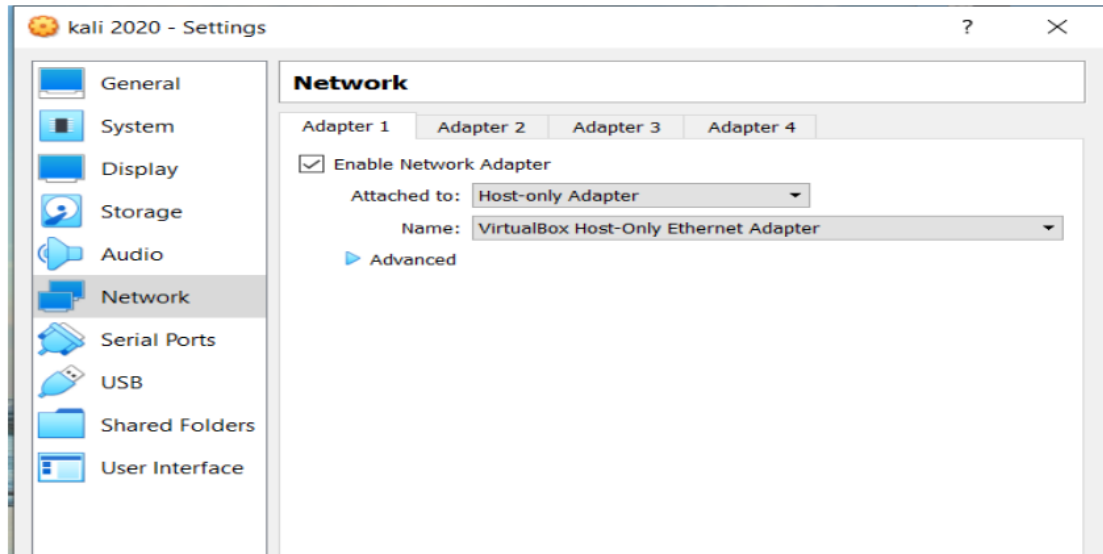 kali 2020 - Settings
?
General
System
Display
Storage
Audio
Network
Serial Ports
USB
Shared Folders
User Interface
Network
Adapter 1 Adapter 2 Adapter 3 Adapter 4
Enable Network Adapter
Attached to: Host-only Adapter
Name: VirtualBox Host-Only Ethernet Adapter
Advanced